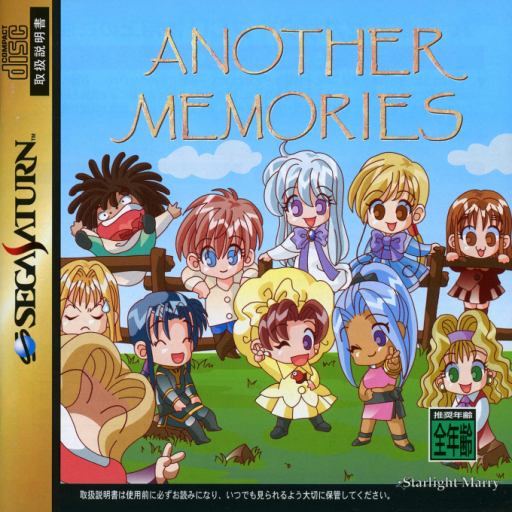 COMPACT
disc
取扱説明書
SEGA SATURN™
ANOTHER
MEMORIES
推奨年齢
全年齢
Starlight Marry
取扱説明書は使用前に必ずお読みになり、いつでも見られるよう大切に保管してください。